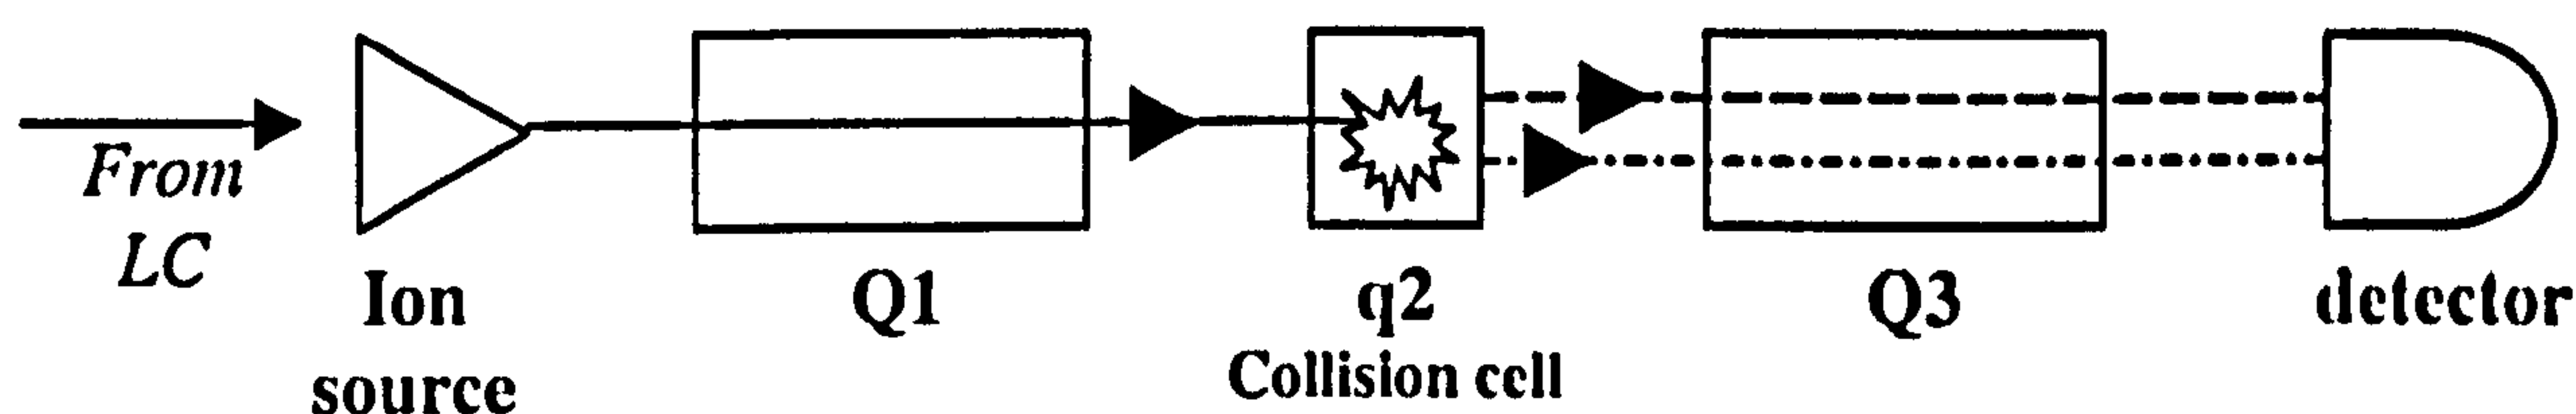 From
LC
Ion
source
Q1
q2
Collision cell
Q3
detector